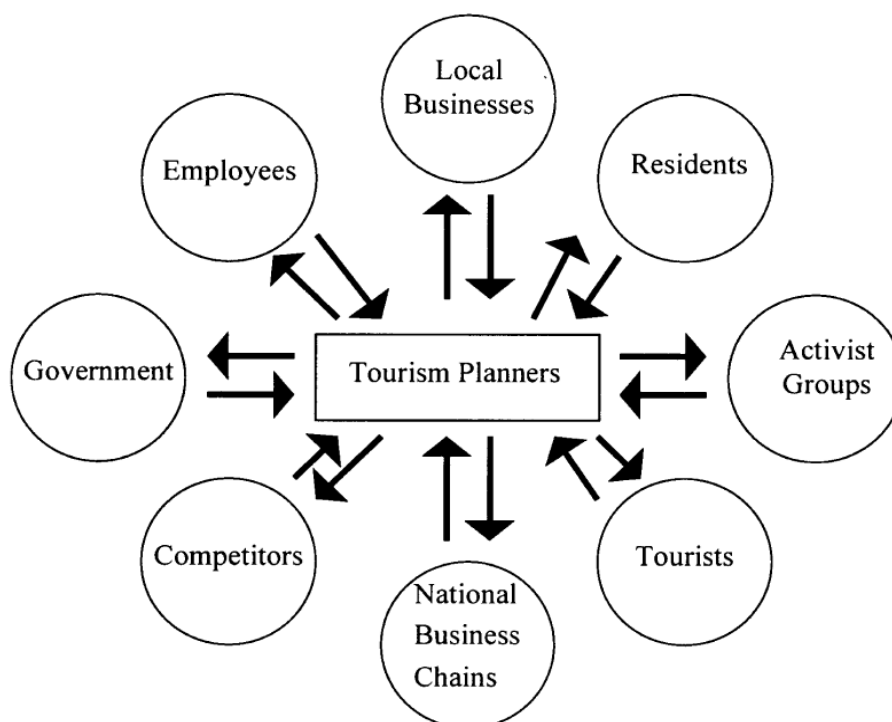 Local
Businesses
Employees
Residents
Government
Tourism Planners
Activist
Groups
Competitors
Tourists
National
Business
Chains